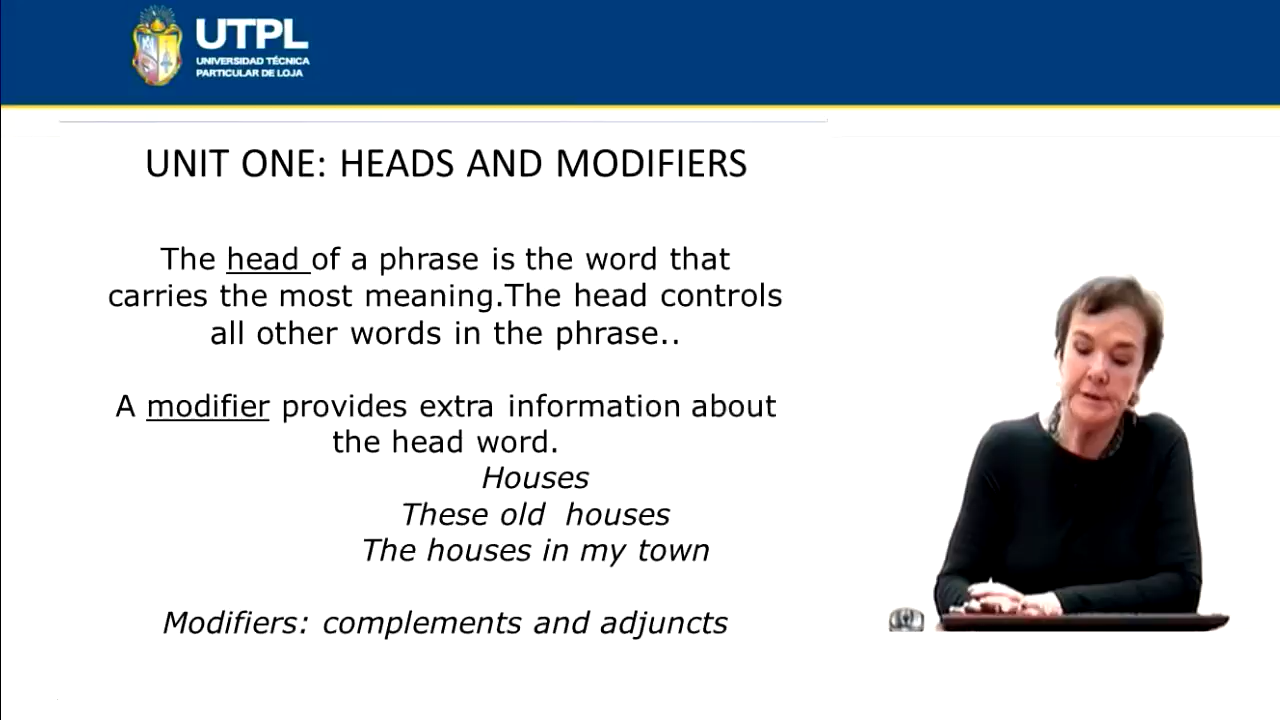 UTPL
UNIVERSIDAD TÉCNICA
PARTICULAR DE LOJA
UNIT ONE: HEADS AND MODIFIERS
The head of a phrase is the word that
carries the most meaning.The head controls
all other words in the phrase..
A modifier provides extra information about
the head word.
Houses
These old houses
The houses in my town
Modifiers: complements and adjuncts